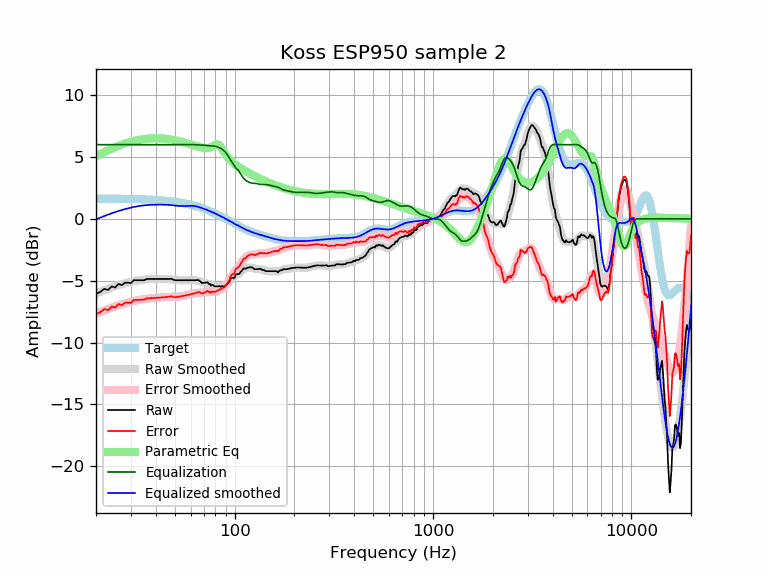 Koss ESP950 sample 2
10
5
0
−5
−10
−15
−20
Amplitude (dBr)
Target
Raw Smoothed
Error Smoothed
Raw
Error
Parametric Eq
Equalization
Equalized smoothed
100 1000 10000
Frequency (Hz)